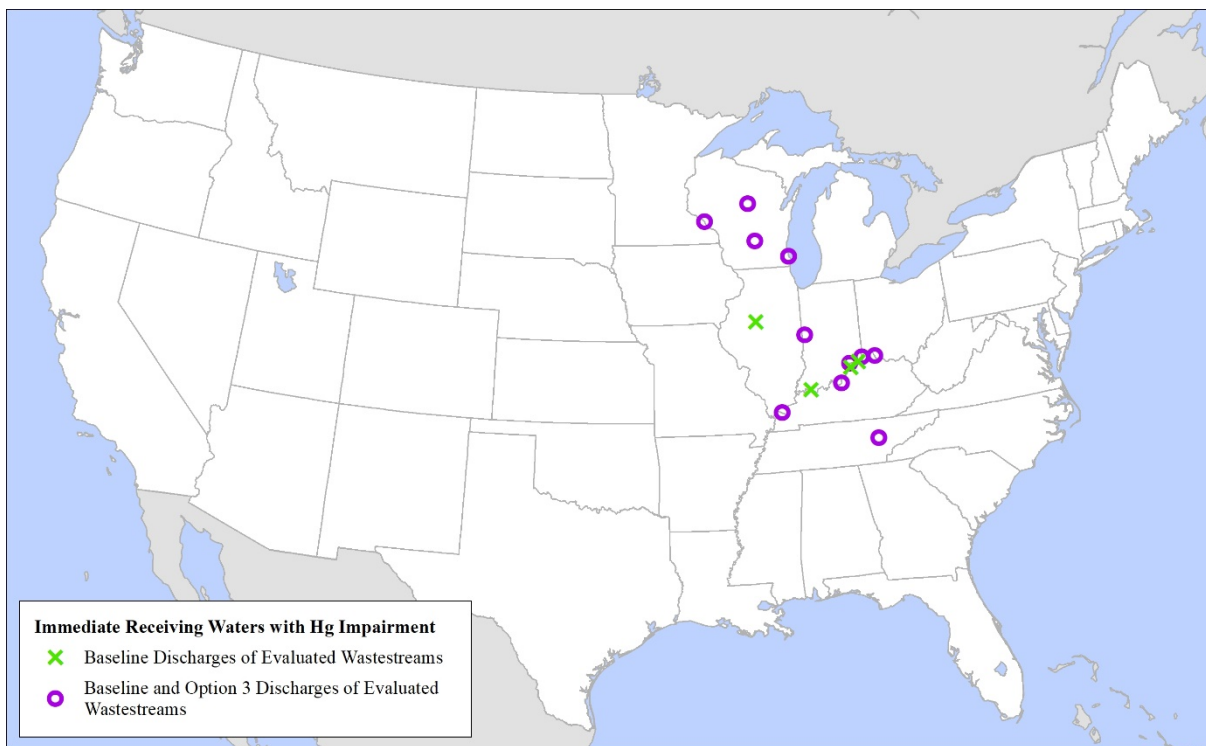 Immediate Receiving Waters with Hg Impairment
Baseline Discharges of Evaluated Wastestreams
Baseline and Option 3 Discharges of Evaluated
Wastestreams